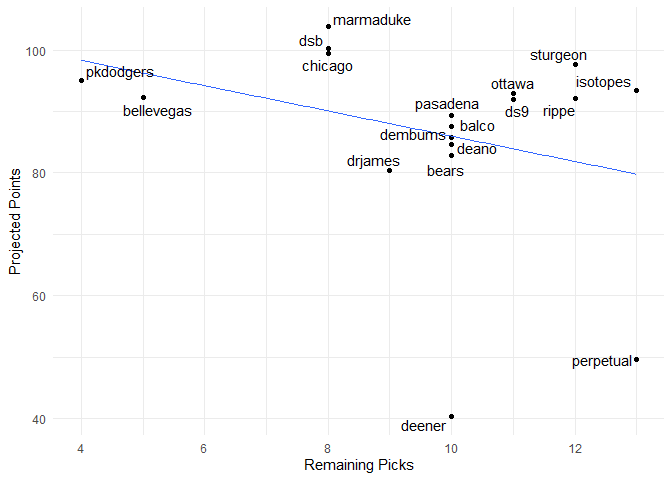 marmaduke
dsb
chicago
sturgeon
pkdodgers
isotopes
ottawa
bellevegas
pasadena
ds9
rippe
balco
dembums
deano
drjames
bears
perpetual
deener
100
80
60
40
Projected Points
4
6
8
10
12
Remaining Picks